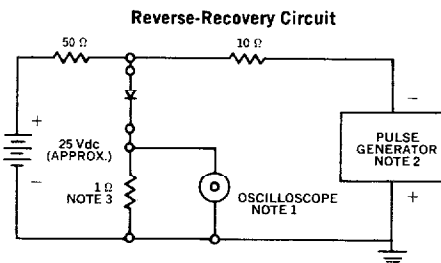 Reverse-Recovery Circuit
50 Ω
10 Ω
+
25 Vdc
(APPROX.)
−
1 Ω
NOTE 3
OSCILLOSCOPE
NOTE 1
−
PULSE
GENERATOR
NOTE 2
+